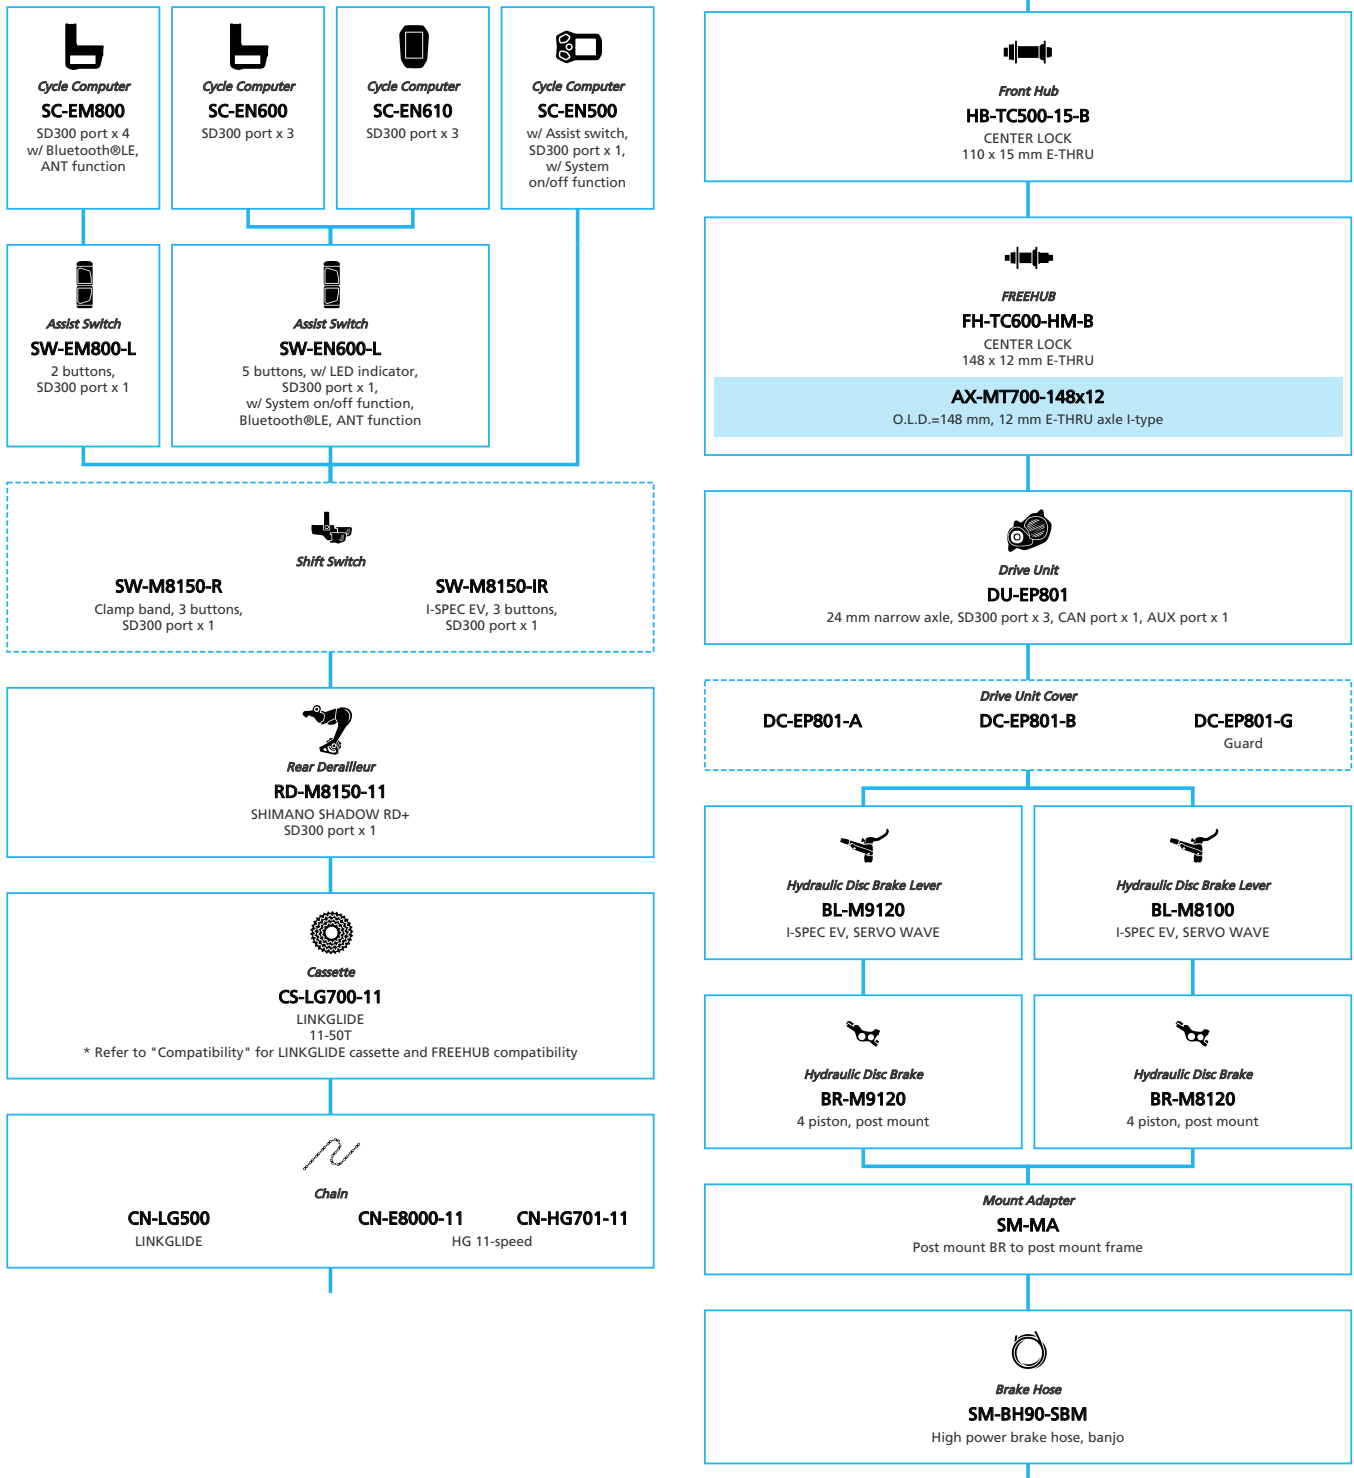 Cycle Computer
SC-EM800
SD300 port x 4
w/ Bluetooth®LE,
ANT function
Cycle Computer
SC-EN600
SD300 port x 3
Cycle Computer
SC-EN610
SD300 port x 3
Cycle Computer
SC-EN500
w/ Assist switch,
SD300 port x 1,
w/ System
on/off function
Assist Switch
SW-EM800-L
2 buttons,
SD300 port x 1
Assist Switch
SW-EN600-L
5 buttons, w/ LED indicator,
SD300 port x 1,
w/ System on/off function,
Bluetooth®LE, ANT function
Shift Switch
SW-M8150-R
Clamp band, 3 buttons,
SD300 port x 1
SW-M8150-IR
I-SPEC EV, 3 buttons,
SD300 port x 1
Rear Derailleur
RD-M8150-11
SHIMANO SHADOW RD+
SD300 port x 1
Cassette
CS-LG700-11
LINKGLIDE
11-50T
* Refer to "Compatibility" for LINKGLIDE cassette and FREEHUB compatibility
Chain
CN-LG500
LINKGLIDE
CN-E8000-11 CN-HG701-11
HG 11-speed
Front Hub
HB-TC500-15-B
CENTER LOCK
110 x 15 mm E-THRU
FREEHUB
FH-TC600-HM-B
CENTER LOCK
148 x 12 mm E-THRU
AX-MT700-148x12
O.L.D.=148 mm, 12 mm E-THRU axle I-type
Drive Unit
DU-EP801
24 mm narrow axle, SD300 port x 3, CAN port x 1, AUX port x 1
Drive Unit Cover
DC-EP801-A DC-EP801-B DC-EP801-G
Guard
Hydraulic Disc Brake Lever
BL-M9120
I-SPEC EV, SERVO WAVE
Hydraulic Disc Brake Lever
BL-M8100
I-SPEC EV, SERVO WAVE
Hydraulic Disc Brake
BR-M9120
4 piston, post mount
Hydraulic Disc Brake
BR-M8120
4 piston, post mount
Mount Adapter
SM-MA
Post mount BR to post mount frame
Brake Hose
SM-BH90-SBM
High power brake hose, banjo